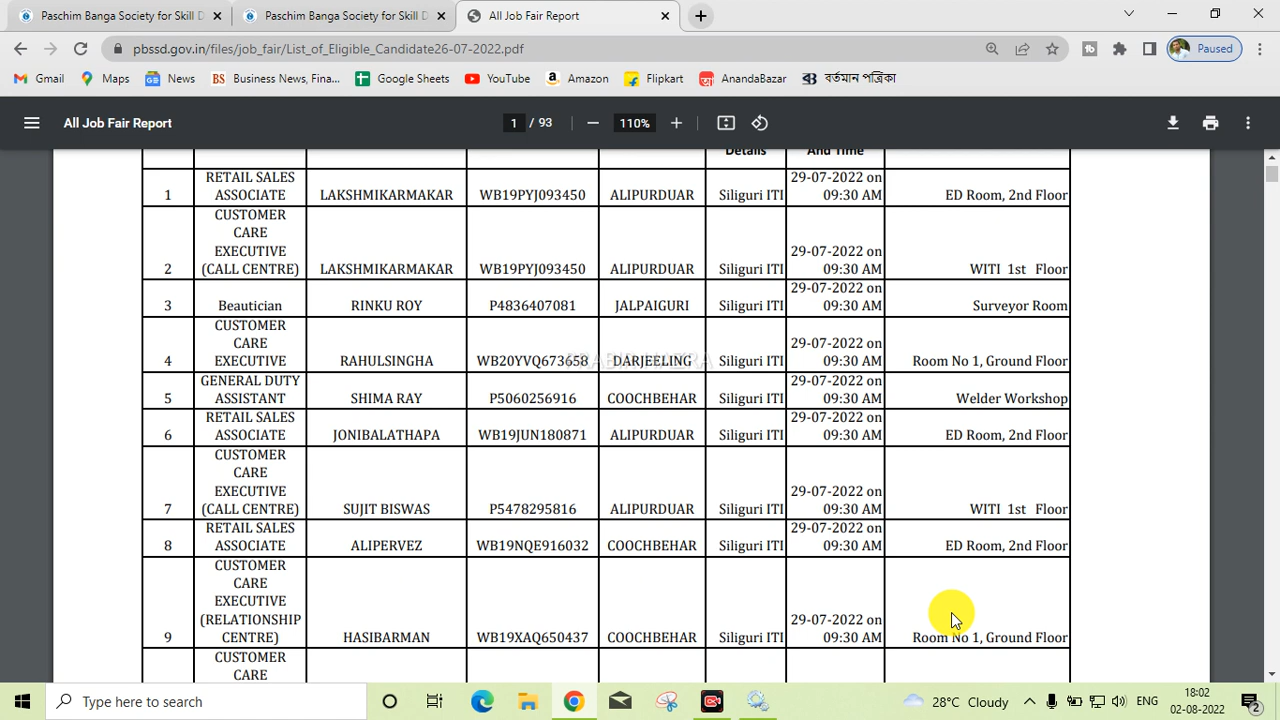 Paschim Banga Society for Skill D
Paschim Banga Society for Skill D
All Job Fair Report
pbssd.gov.in/files/job_fair/List_of_Eligible_Candidate26-07-2022.pdf
Paused
Gmail Maps News Business News, Fina... Google Sheets YouTube Amazon Flipkart AnandaBazar বর্তমান পত্রিকা
All Job Fair Report
1 / 93
110%
Details And Time
1 RETAIL SALES ASSOCIATE LAKSHMIKARMAKAR WB19PYJ093450 ALIPURDUAR Siliguri ITI 29-07-2022 on 09:30 AM ED Room, 2nd Floor
2 CUSTOMER CARE EXECUTIVE (CALL CENTRE) LAKSHMIKARMAKAR WB19PYJ093450 ALIPURDUAR Siliguri ITI 29-07-2022 on 09:30 AM WITI 1st Floor
3 Beautician RINKU ROY P4836407081 JALPAIGURI Siliguri ITI 29-07-2022 on 09:30 AM Surveyor Room
4 CUSTOMER CARE EXECUTIVE RAHULSINGHA WB20YVQ673658 DARJEELING Siliguri ITI 29-07-2022 on 09:30 AM Room No 1, Ground Floor
5 GENERAL DUTY ASSISTANT SHIMA RAY P5060256916 COOCHBEHAR Siliguri ITI 29-07-2022 on 09:30 AM Welder Workshop
6 RETAIL SALES ASSOCIATE JONIBALATHAPA WB19JUN180871 ALIPURDUAR Siliguri ITI 29-07-2022 on 09:30 AM ED Room, 2nd Floor
7 CUSTOMER CARE EXECUTIVE (CALL CENTRE) SUJIT BISWAS P5478295816 ALIPURDUAR Siliguri ITI 29-07-2022 on 09:30 AM WITI 1st Floor
8 RETAIL SALES ASSOCIATE ALIPERVEZ WB19NQE916032 COOCHBEHAR Siliguri ITI 29-07-2022 on 09:30 AM ED Room, 2nd Floor
9 CUSTOMER CARE EXECUTIVE (RELATIONSHIP CENTRE) HASIBARMAN WB19XAQ650437 COOCHBEHAR Siliguri ITI 29-07-2022 on 09:30 AM Room No 1, Ground Floor
CUSTOMER CARE
Type here to search
28°C Cloudy
ENG
18:02
02-08-2022
2